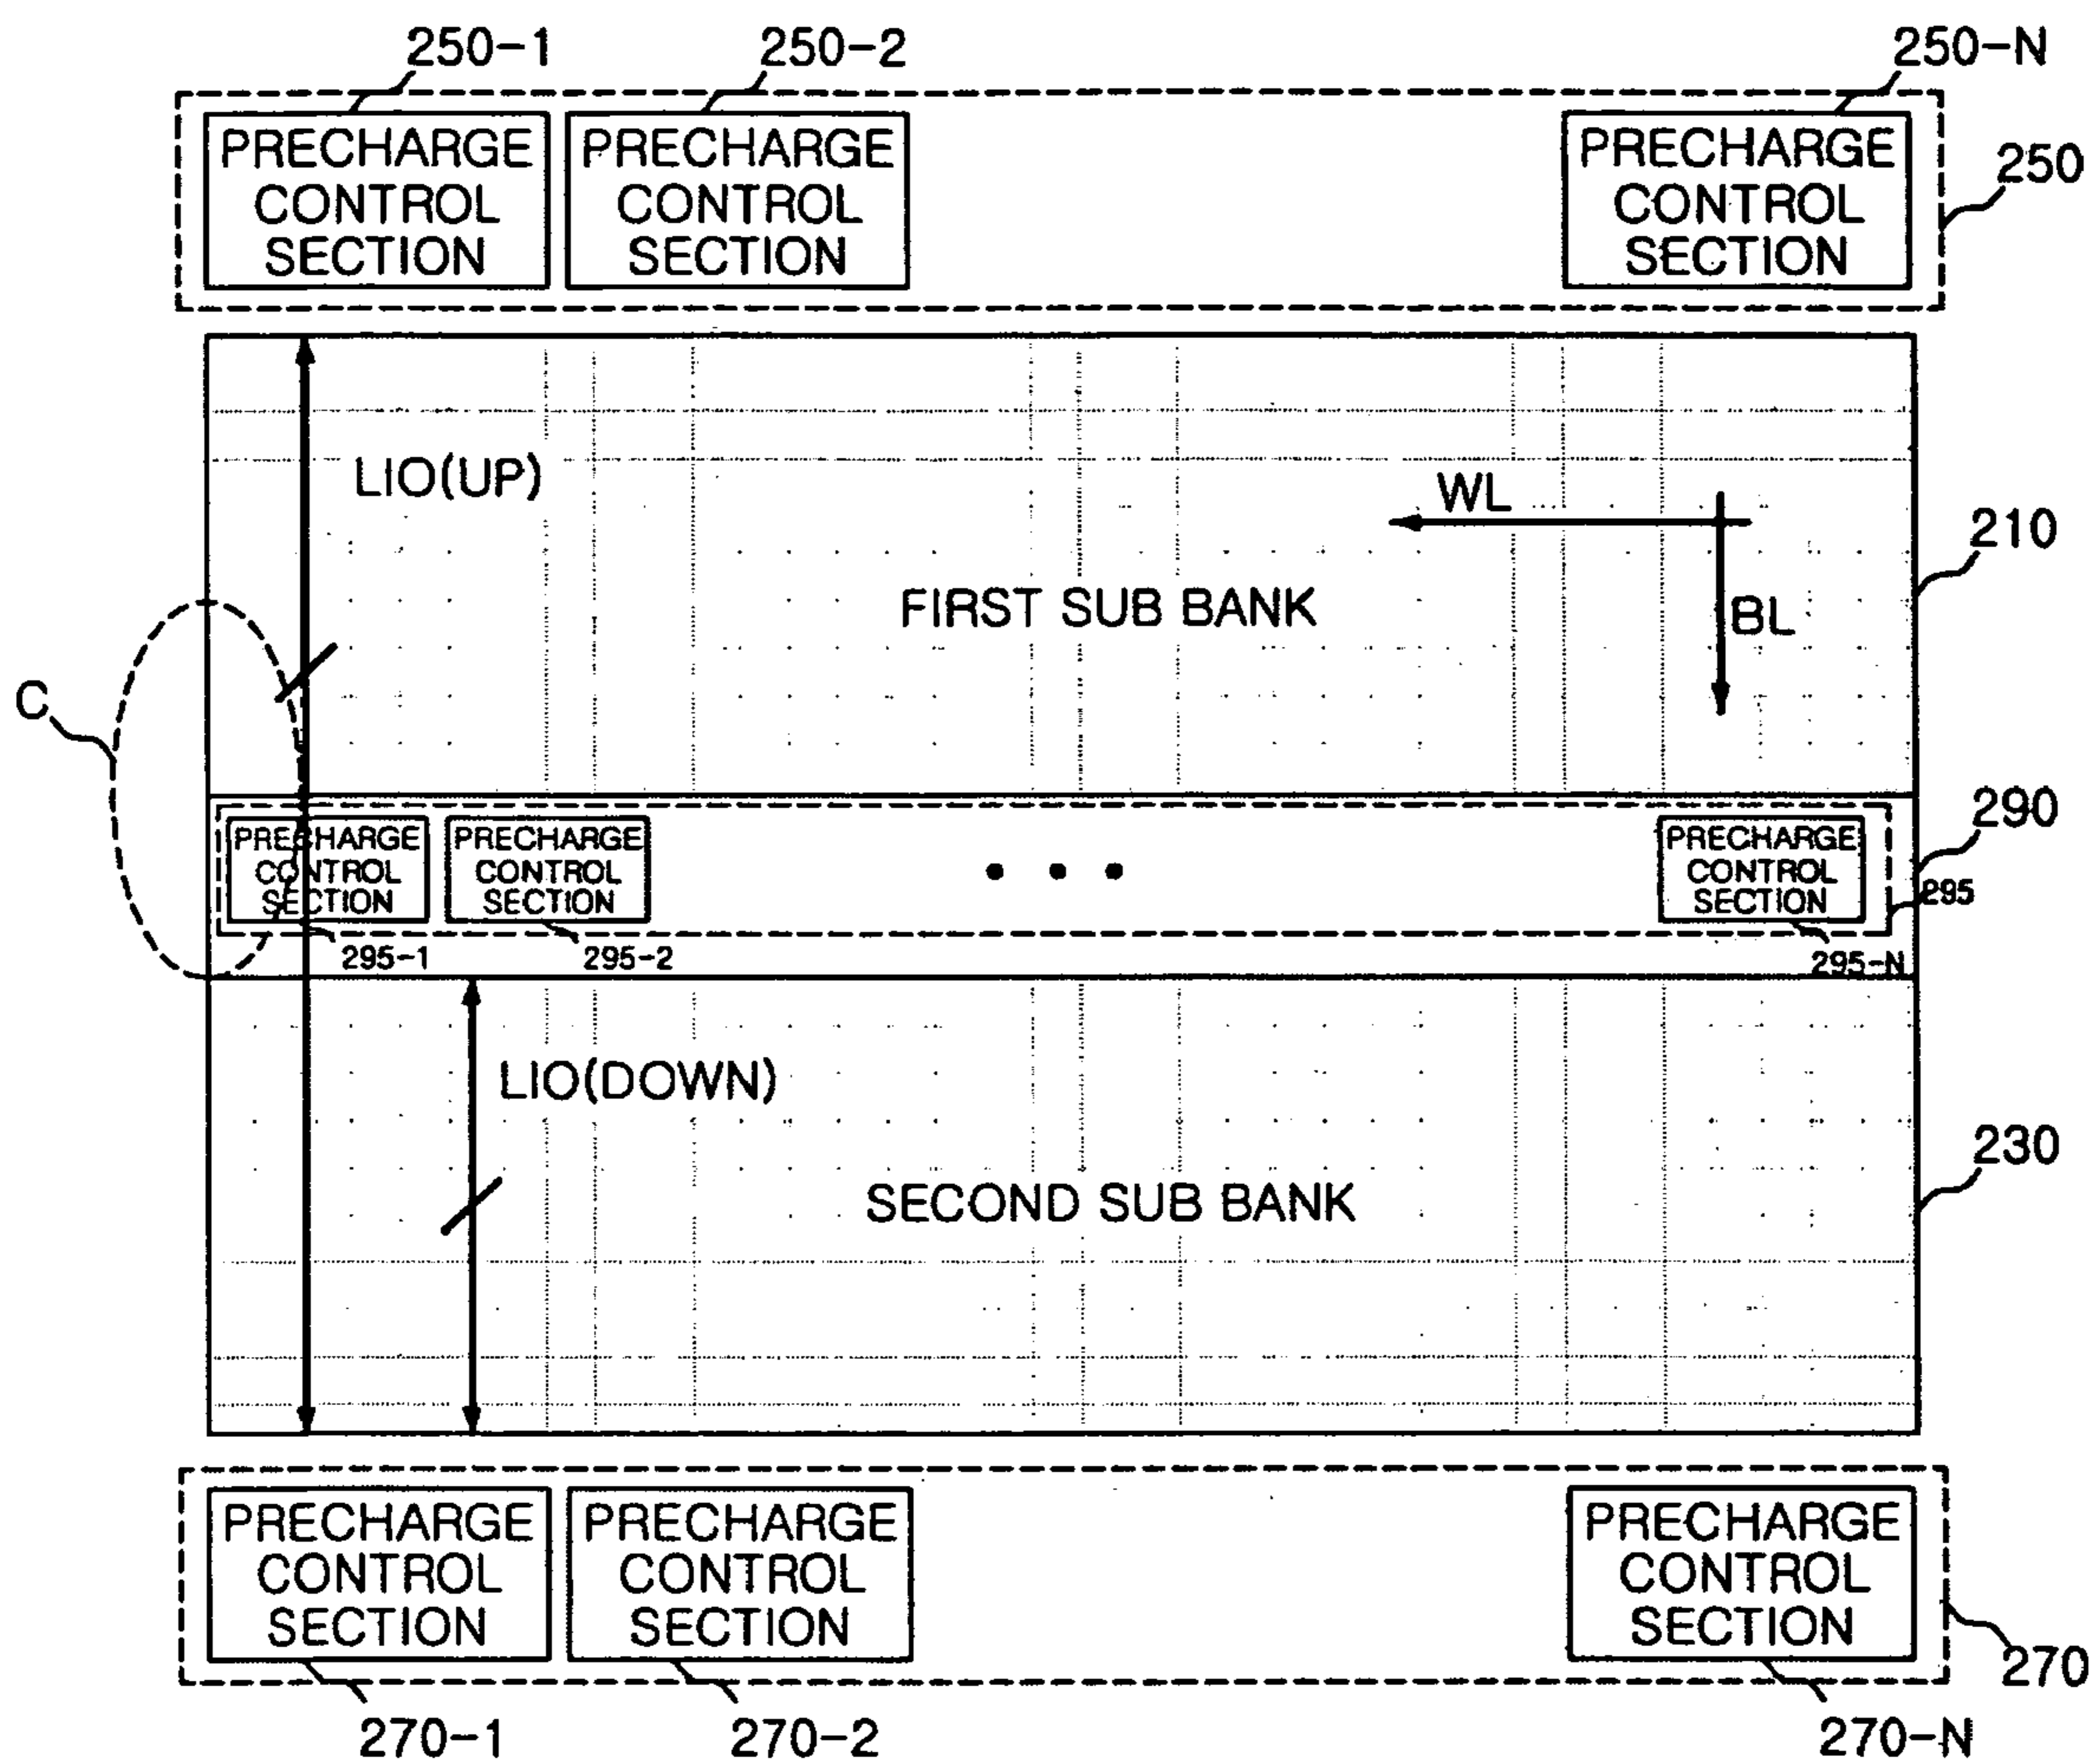 250-1
250-2
250-N
PRECHARGE
CONTROL
SECTION
PRECHARGE
CONTROL
SECTION
PRECHARGE
CONTROL
SECTION
250
LIO(UP)
WL
BL
FIRST SUB BANK
210
C
PRECHARGE
CONTROL
SECTION
PRECHARGE
CONTROL
SECTION
PRECHARGE
CONTROL
SECTION
290
295
295-1
295-2
295-N
LIO(DOWN)
SECOND SUB BANK
230
PRECHARGE
CONTROL
SECTION
PRECHARGE
CONTROL
SECTION
PRECHARGE
CONTROL
SECTION
270
270-1
270-2
270-N